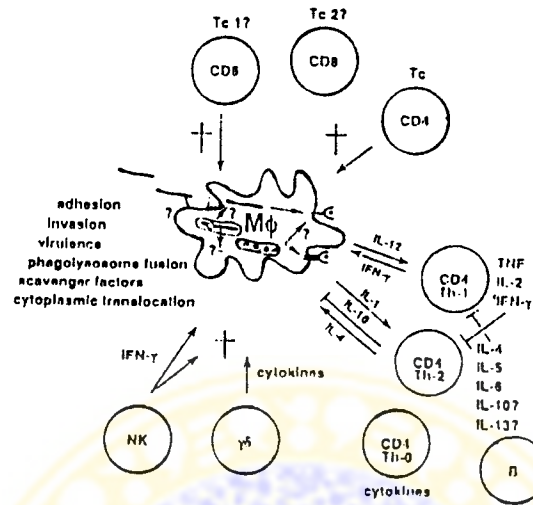 Tc 1?
Tc 2?
CD8
CD8
Tc
CD4
?
?
?
?
Mφ
adhesion
invasion
virulence
phagolysosome fusion
scavenger factors
cytoplasmic translocation
IL-12
IFN-γ
CD4
Th-1
TNF
IL-2
IFN-γ
IL-1
IL-10
IL-4
CD4
Th-2
IL-4
IL-5
IL-6
IL-10?
IL-13?
IFN-γ
cytokines
NK
γδ
CD4
Th-0
cytokines
B